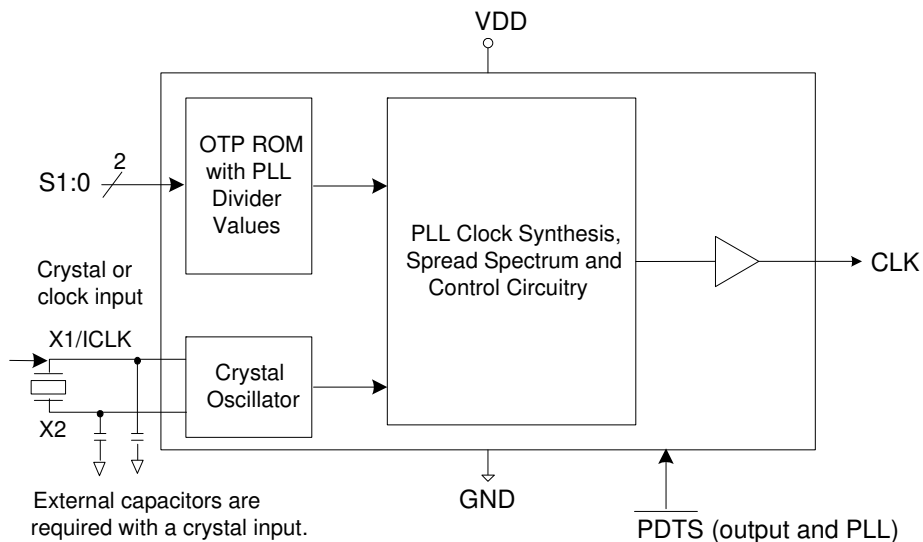 VDD
OTP ROM
with PLL
Divider
Values
2
S1:0
PLL Clock Synthesis,
Spread Spectrum and
Control Circuitry
CLK
Crystal or
clock input
X1/ICLK
Crystal
Oscillator
X2
External capacitors are
required with a crystal input.
GND
PDTS (output and PLL)